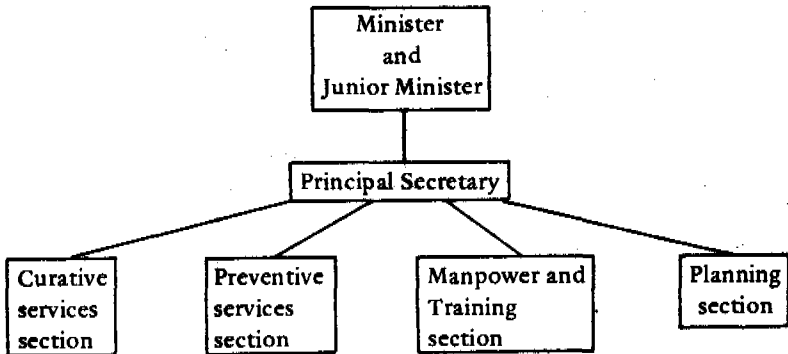 Minister
and
Junior Minister
Principal Secretary
Curative
services
section
Preventive
services
section
Manpower and
Training
section
Planning
section